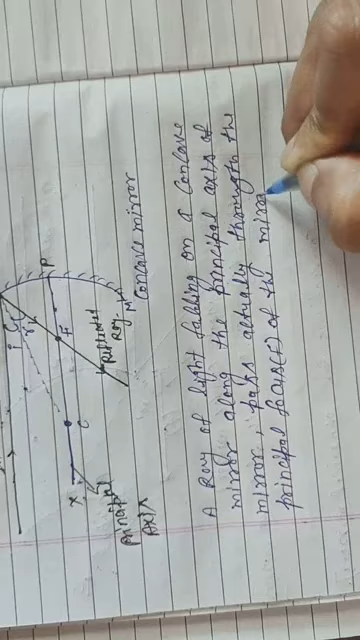 P
i
r
F
C
X
Reflected
Ray.
M'
Principal
Axis
Concave mirror
A Ray of light falling on a Concave
mirror along the principal axis of
mirror, pass actually through the
principal focus(F) of the mirror